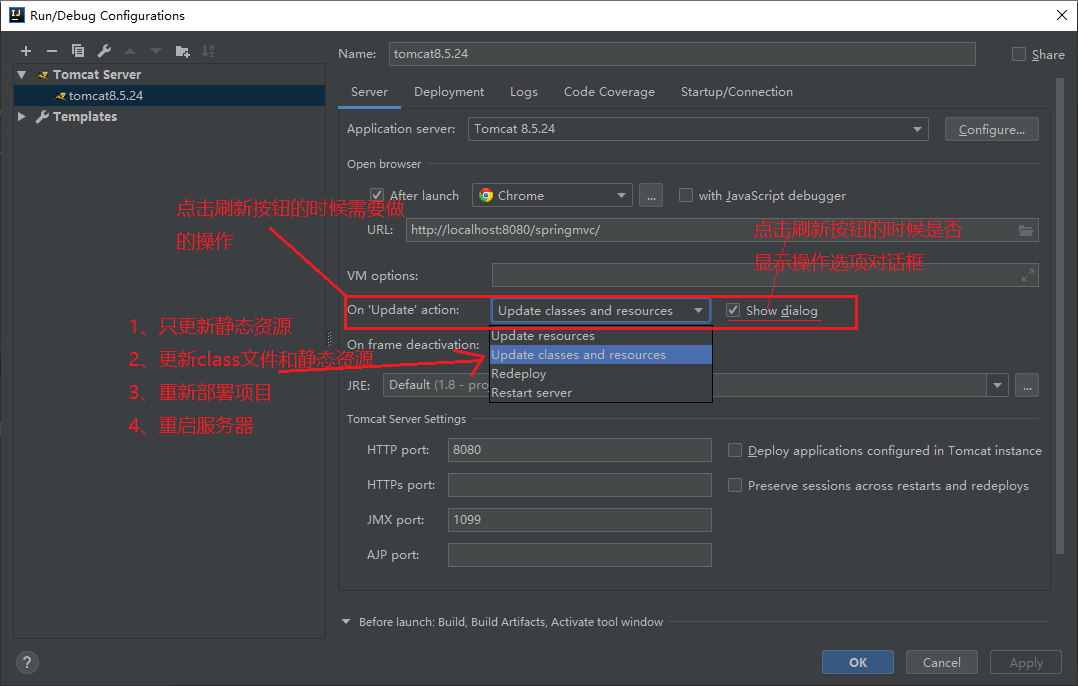 Run/Debug Configurations
Name: tomcat8.5.24 Share
Tomcat Server
tomcat8.5.24
Templates
Server Deployment Logs Code Coverage Startup/Connection
Application server: Tomcat 8.5.24 Configure...
Open browser
After launch Chrome ... with JavaScript debugger
点击刷新按钮的时候需要做
的操作
URL: http://localhost:8080/springmvc/
点击刷新按钮的时候是否
显示操作选项对话框
VM options:
On 'Update' action: Update classes and resources Show dialog
Update resources
Update classes and resources
Redeploy
Restart server
On frame deactivation:
1、只更新静态资源
2、更新class文件和静态资源
3、重新部署项目
4、重启服务器
JRE: Default (1.8 - pro ...
Tomcat Server Settings
HTTP port: 8080 Deploy applications configured in Tomcat instance
HTTPs port: Preserve sessions across restarts and redeploys
JMX port: 1099
AJP port:
Before launch: Build, Build Artifacts, Activate tool window
? OK Cancel Apply